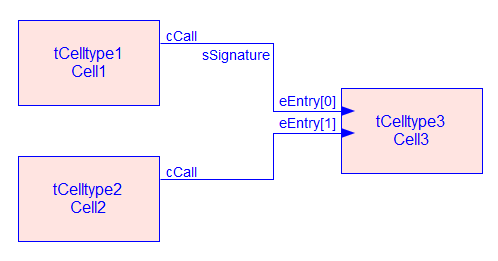 tCelltype1
Cell1
cCall
sSignature
eEntry[0]
eEntry[1]
tCelltype3
Cell3
tCelltype2
Cell2
cCall